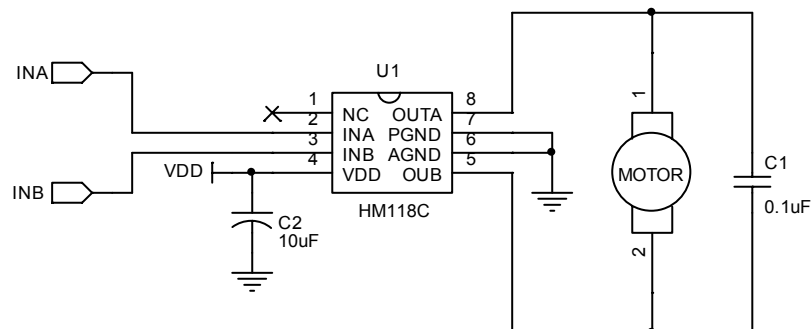 U1
INA
1 NC OUTA 8
2 INA PGND 7
3 INB AGND 6
4 VDD OUB 5
VDD
INB
HM118C
C2
10uF
1
MOTOR
2
C1
0.1uF